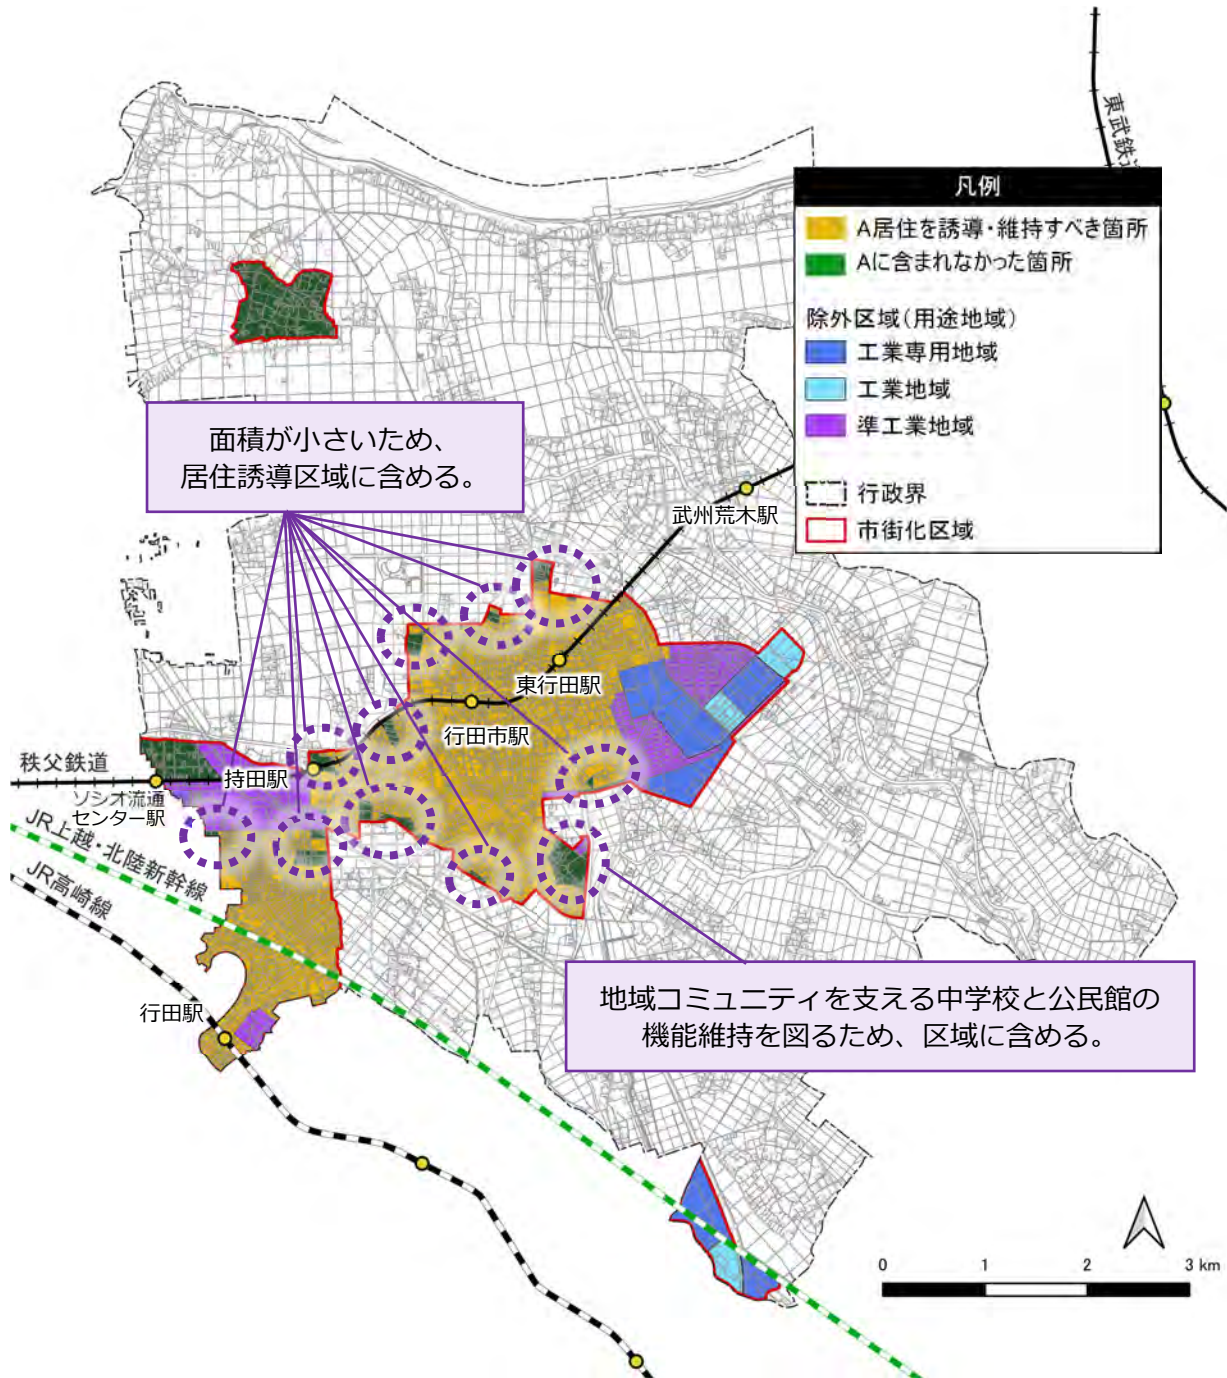 東武鉄道
凡例
A居住を誘導・維持すべき箇所
Aに含まれなかった箇所
除外区域(用途地域)
工業専用地域
工業地域
準工業地域
行政界
市街化区域
面積が小さいため、
居住誘導区域に含める。
武州荒木駅
東行田駅
行田市駅
持田駅
秩父鉄道
ソシオ流通
センター駅
JR上越・北陸新幹線
JR高崎線
行田駅
地域コミュニティを支える中学校と公民館の
機能維持を図るため、区域に含める。
0 1 2 3 km